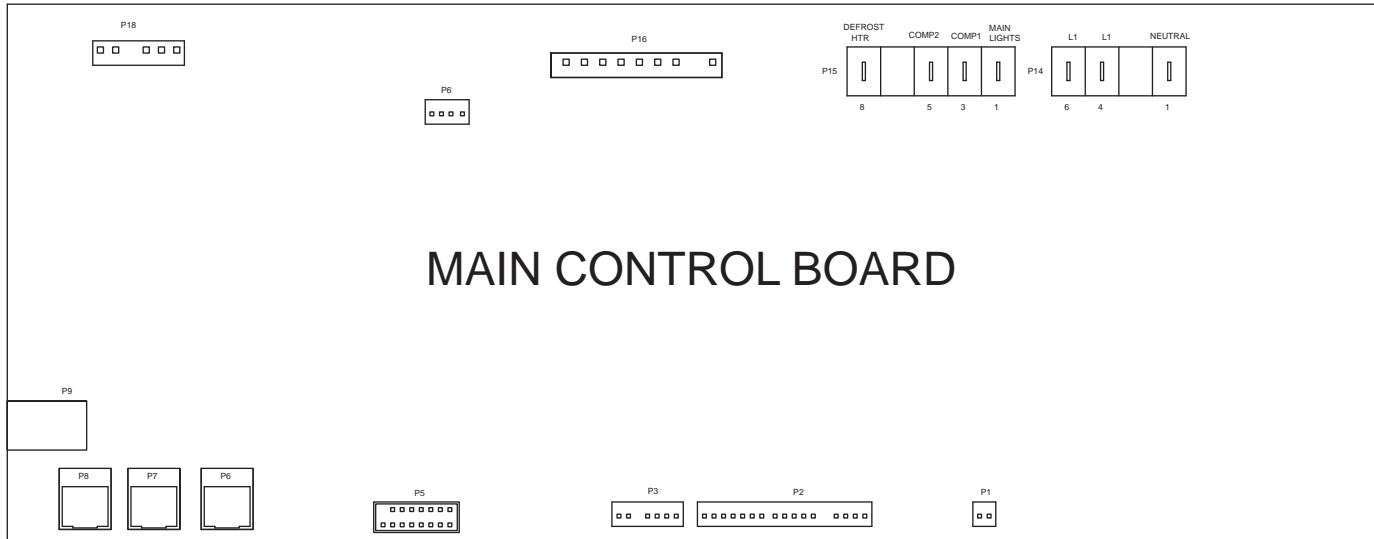 P18
P16
P6
DEFROST
HTR
COMP2
COMP1
MAIN
LIGHTS
L1
L1
NEUTRAL
P15
P14
8
5
3
1
6
4
1
MAIN CONTROL BOARD
P9
P8
P7
P6
P5
P3
P2
P1